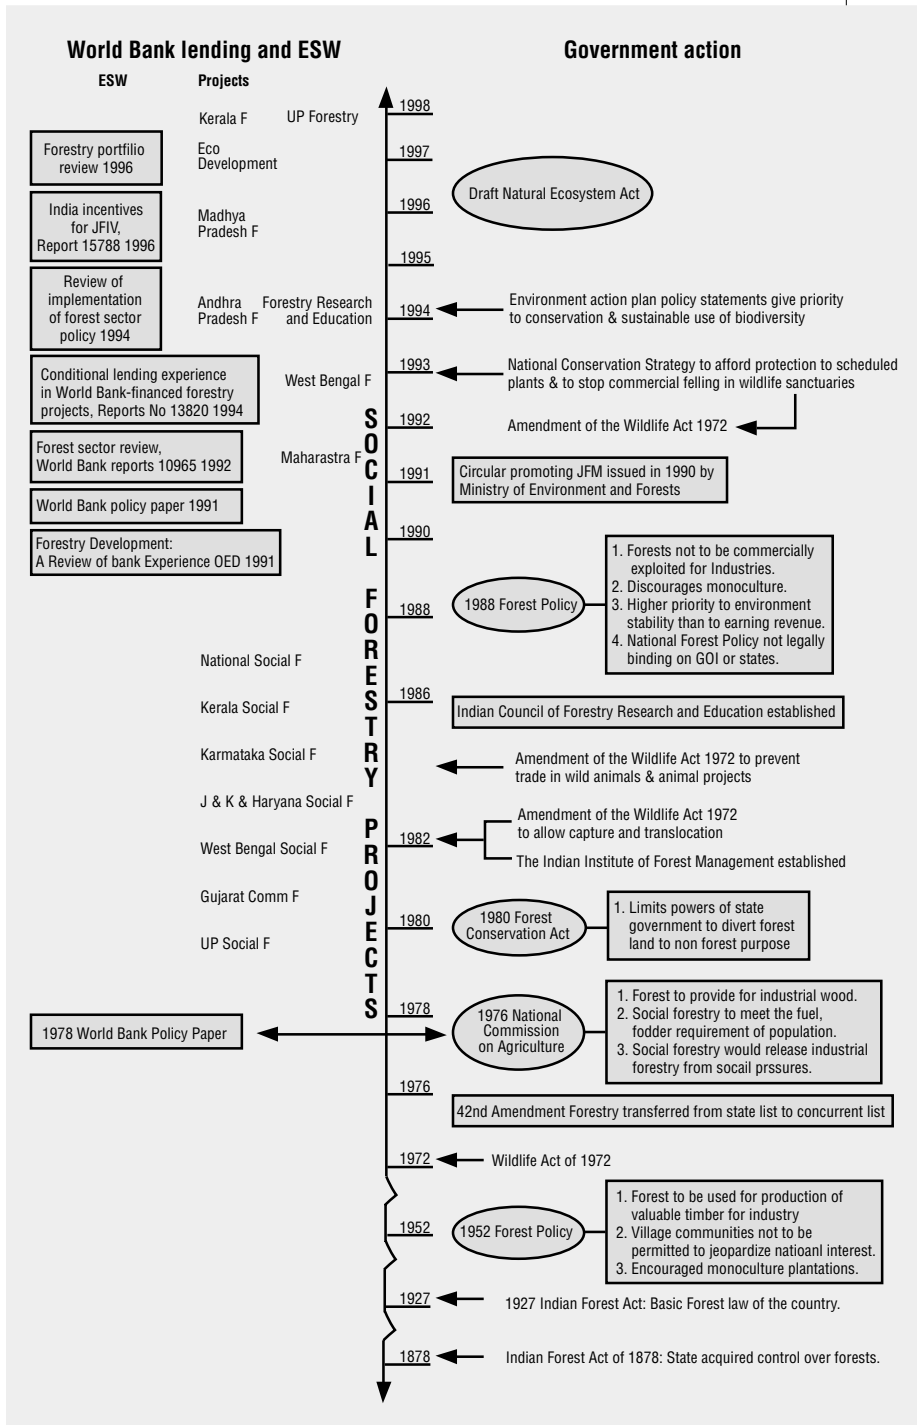 World Bank lending and ESW
Government action
ESW
Projects
Kerala F
UP Forestry
Forestry portfilio
review 1996
Eco
Development
India incentives
for JFIV,
Report 15788 1996
Madhya
Pradesh F
Review of
implementation
of forest sector
policy 1994
Andhra
Pradesh F
Forestry Research
and Education
Conditional lending experience
in World Bank-financed forestry
projects, Reports No 13820 1994
West Bengal F
Forest sector review,
World Bank reports 10965 1992
Maharastra F
World Bank policy paper 1991
Forestry Development:
A Review of bank Experience OED 1991
National Social F
Kerala Social F
Karmataka Social F
J & K & Haryana Social F
West Bengal Social F
Gujarat Comm F
UP Social F
1978 World Bank Policy Paper
SOCIAL FORESTRY PROJECTS
1998
1997
1996
1995
1994
1993
1992
1991
1990
1988
1986
1982
1980
1978
1976
1972
1952
1927
1878
Draft Natural Ecosystem Act
Environment action plan policy statements give priority
to conservation & sustainable use of biodiversity
National Conservation Strategy to afford protection to scheduled
plants & to stop commercial felling in wildlife sanctuaries
Amendment of the Wildlife Act 1972
Circular promoting JFM issued in 1990 by
Ministry of Environment and Forests
1988 Forest Policy
1. Forests not to be commercially
exploited for Industries.
2. Discourages monoculture.
3. Higher priority to environment
stability than to earning revenue.
4. National Forest Policy not legally
binding on GOI or states.
Indian Council of Forestry Research and Education established
Amendment of the Wildlife Act 1972 to prevent
trade in wild animals & animal projects
Amendment of the Wildlife Act 1972
to allow capture and translocation
The Indian Institute of Forest Management established
1980 Forest
Conservation Act
1. Limits powers of state
government to divert forest
land to non forest purpose
1976 National
Commission
on Agriculture
1. Forest to provide for industrial wood.
2. Social forestry to meet the fuel,
fodder requirement of population.
3. Social forestry would release industrial
forestry from socail prssures.
42nd Amendment Forestry transferred from state list to concurrent list
Wildlife Act of 1972
1952 Forest Policy
1. Forest to be used for production of
valuable timber for industry
2. Village communities not to be
permitted to jeopardize natioanl interest.
3. Encouraged monoculture plantations.
1927 Indian Forest Act: Basic Forest law of the country.
Indian Forest Act of 1878: State acquired control over forests.